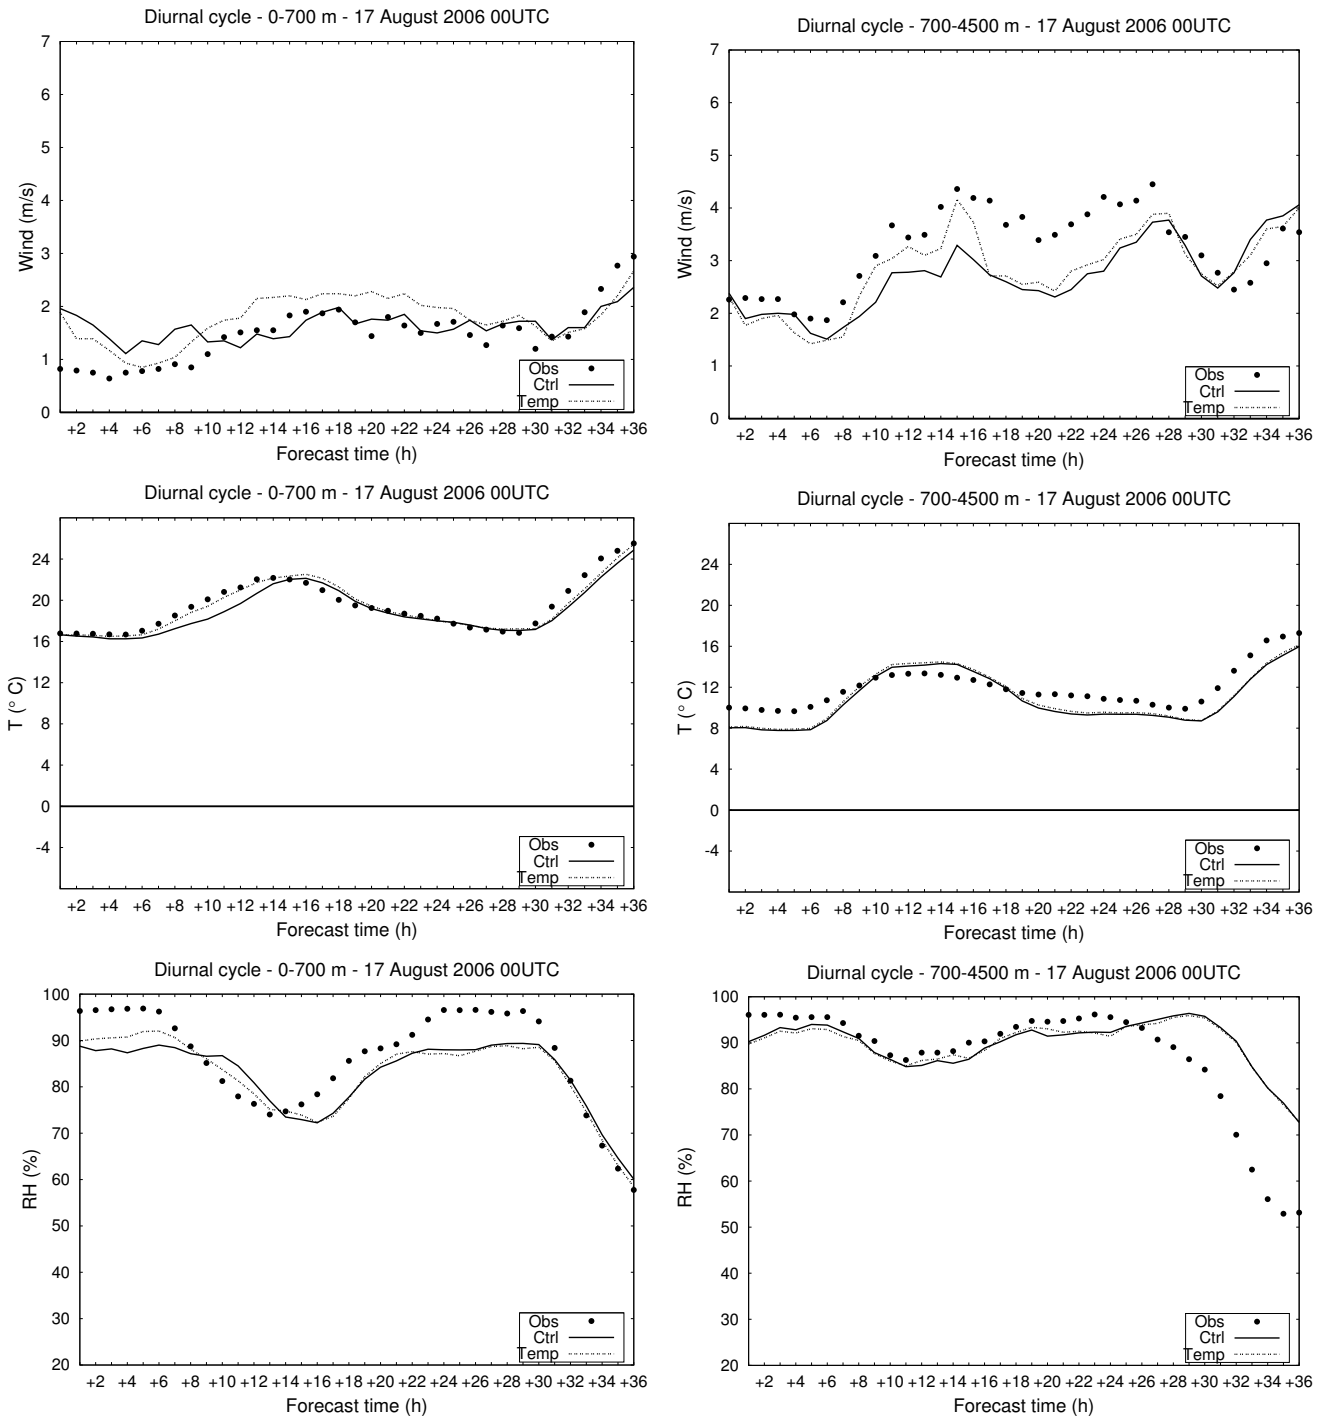 Diurnal cycle - 0-700 m - 17 August 2006 00UTC
7
6
5
4
3
2
1
0
Wind (m/s)
Obs
Ctrl
Temp
+2 +4 +6 +8 +10 +12 +14 +16 +18 +20 +22 +24 +26 +28 +30 +32 +34 +36
Forecast time (h)
Diurnal cycle - 700-4500 m - 17 August 2006 00UTC
7
6
5
4
3
2
1
0
Wind (m/s)
Obs
Ctrl
Temp
+2 +4 +6 +8 +10 +12 +14 +16 +18 +20 +22 +24 +26 +28 +30 +32 +34 +36
Forecast time (h)
Diurnal cycle - 0-700 m - 17 August 2006 00UTC
24
20
16
12
8
4
0
-4
T (° C)
Obs
Ctrl
Temp
+2 +4 +6 +8 +10 +12 +14 +16 +18 +20 +22 +24 +26 +28 +30 +32 +34 +36
Forecast time (h)
Diurnal cycle - 700-4500 m - 17 August 2006 00UTC
24
20
16
12
8
4
0
-4
T (° C)
Obs
Ctrl
Temp
+2 +4 +6 +8 +10 +12 +14 +16 +18 +20 +22 +24 +26 +28 +30 +32 +34 +36
Forecast time (h)
Diurnal cycle - 0-700 m - 17 August 2006 00UTC
100
90
80
70
60
50
40
30
20
RH (%)
Obs
Ctrl
Temp
+2 +4 +6 +8 +10 +12 +14 +16 +18 +20 +22 +24 +26 +28 +30 +32 +34 +36
Forecast time (h)
Diurnal cycle - 700-4500 m - 17 August 2006 00UTC
100
90
80
70
60
50
40
30
20
RH (%)
Obs
Ctrl
Temp
+2 +4 +6 +8 +10 +12 +14 +16 +18 +20 +22 +24 +26 +28 +30 +32 +34 +36
Forecast time (h)